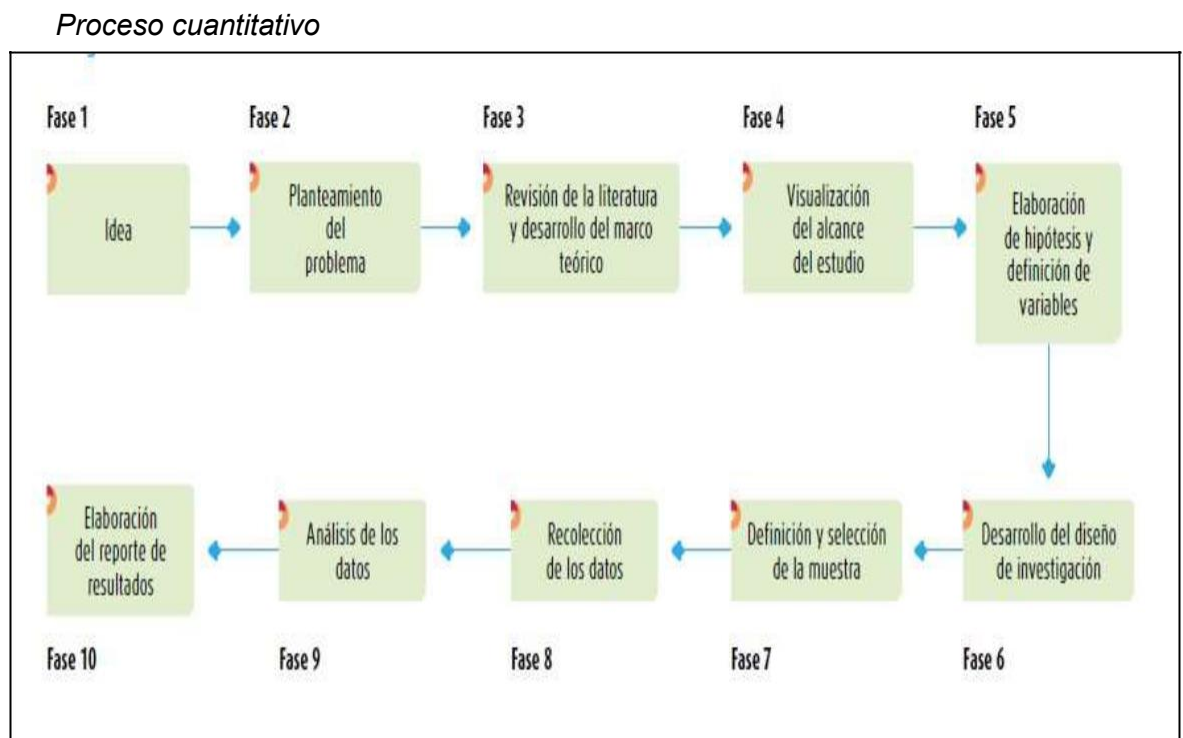 Proceso cuantitativo
Fase 1
Fase 2
Fase 3
Fase 4
Fase 5
Idea
Planteamiento
del
problema
Revisión de la literatura
y desarrollo del marco
teórico
Visualización
del alcance
del estudio
Elaboración
de hipótesis y
definición de
variables
Desarrollo del diseño
de investigación
Definición y selección
de la muestra
Recolección
de los datos
Análisis de los
datos
Elaboración
del reporte de
resultados
Fase 10
Fase 9
Fase 8
Fase 7
Fase 6